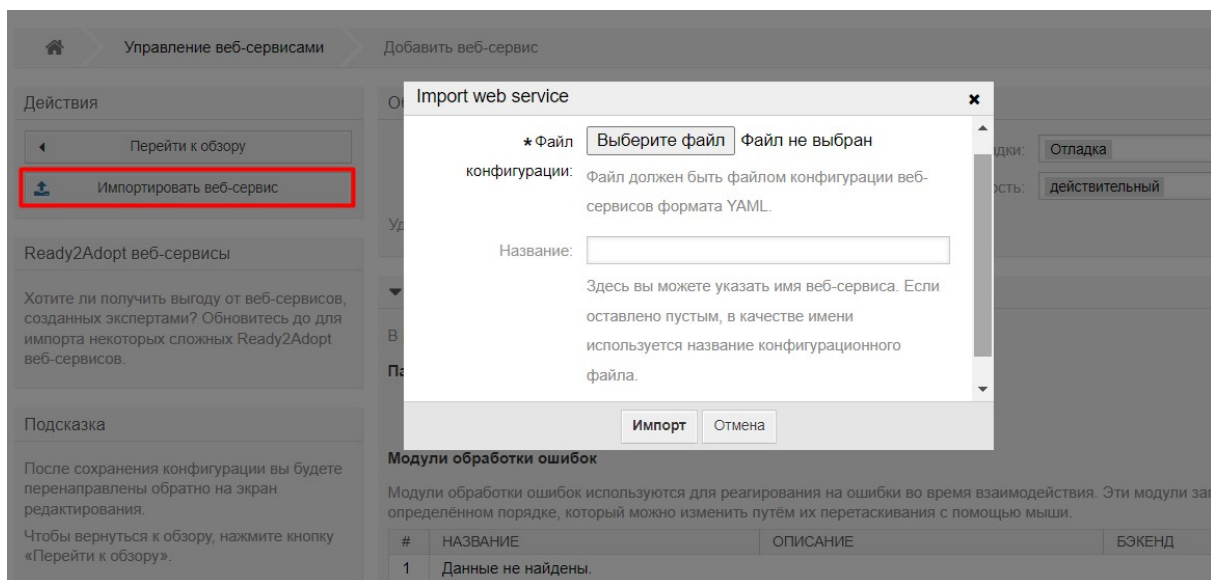 Управление веб-сервисами
Добавить веб-сервис
Действия
Перейти к обзору
Импортировать веб-сервис
Ready2Adopt веб-сервисы
Хотите ли получить выгоду от веб-сервисов,
созданных экспертами? Обновитесь до для
импорта некоторых сложных Ready2Adopt
веб-сервисов.
Подсказка
После сохранения конфигурации вы будете
перенаправлены обратно на экран
редактирования.
Чтобы вернуться к обзору, нажмите кнопку
«Перейти к обзору».
Import web service
* Файл
конфигурации:
Выберите файл Файл не выбран
Файл должен быть файлом конфигурации веб-
сервисов формата YAML.
Название:
Здесь вы можете указать имя веб-сервиса. Если
оставлено пустым, в качестве имени
используется название конфигурационного
файла.
Импорт Отмена
Отладка
действительный
В
Модули обработки ошибок
Модули обработки ошибок используются для реагирования на ошибки во время взаимодействия. Эти модули
определённом порядке, который можно изменить путём их перетаскивания с помощью мыши.
# НАЗВАНИЕ ОПИСАНИЕ БЭКЕНД
1 Данные не найдены.